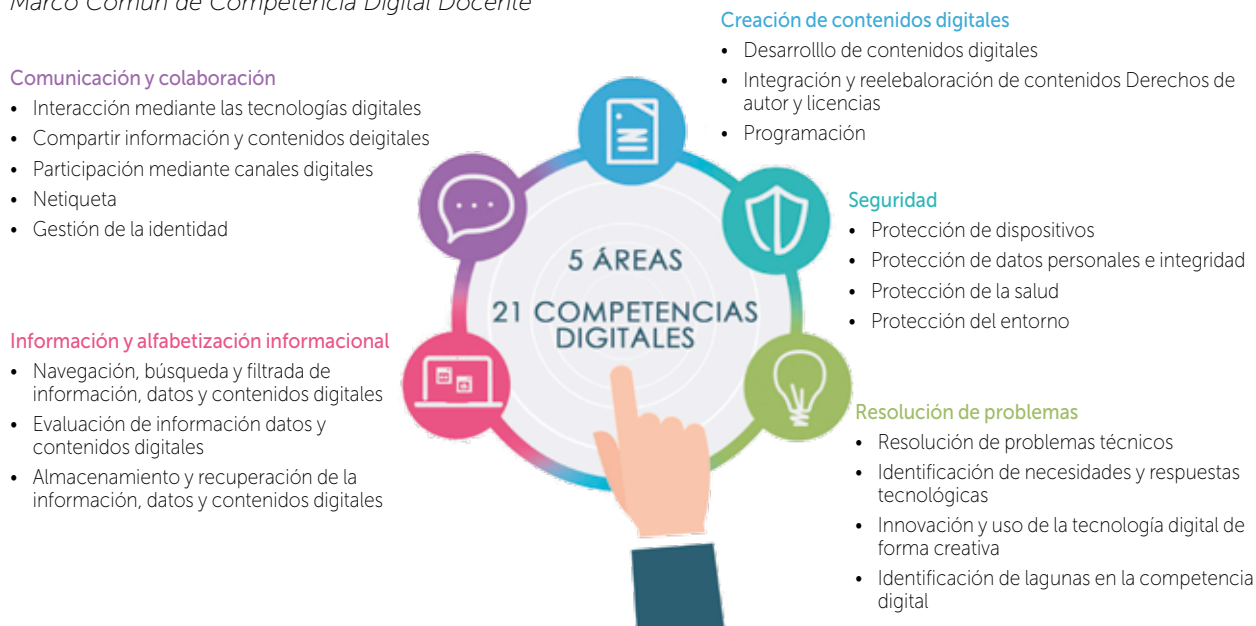 Marco Común de Competencia Digital Docente
Creación de contenidos digitales
• Desarrolllo de contenidos digitales
• Integración y reelebaloración de contenidos Derechos de
autor y licencias
• Programación
Comunicación y colaboración
• Interacción mediante las tecnologías digitales
• Compartir información y contenidos deigitales
• Participación mediante canales digitales
• Netiqueta
• Gestión de la identidad
Seguridad
• Protección de dispositivos
• Protección de datos personales e integridad
• Protección de la salud
• Protección del entorno
5 ÁREAS
21 COMPETENCIAS
DIGITALES
Información y alfabetización informacional
• Navegación, búsqueda y filtrada de
información, datos y contenidos digitales
• Evaluación de información datos y
contenidos digitales
• Almacenamiento y recuperación de la
información, datos y contenidos digitales
Resolución de problemas
• Resolución de problemas técnicos
• Identificación de necesidades y respuestas
tecnológicas
• Innovación y uso de la tecnología digital de
forma creativa
• Identificación de lagunas en la competencia
digital